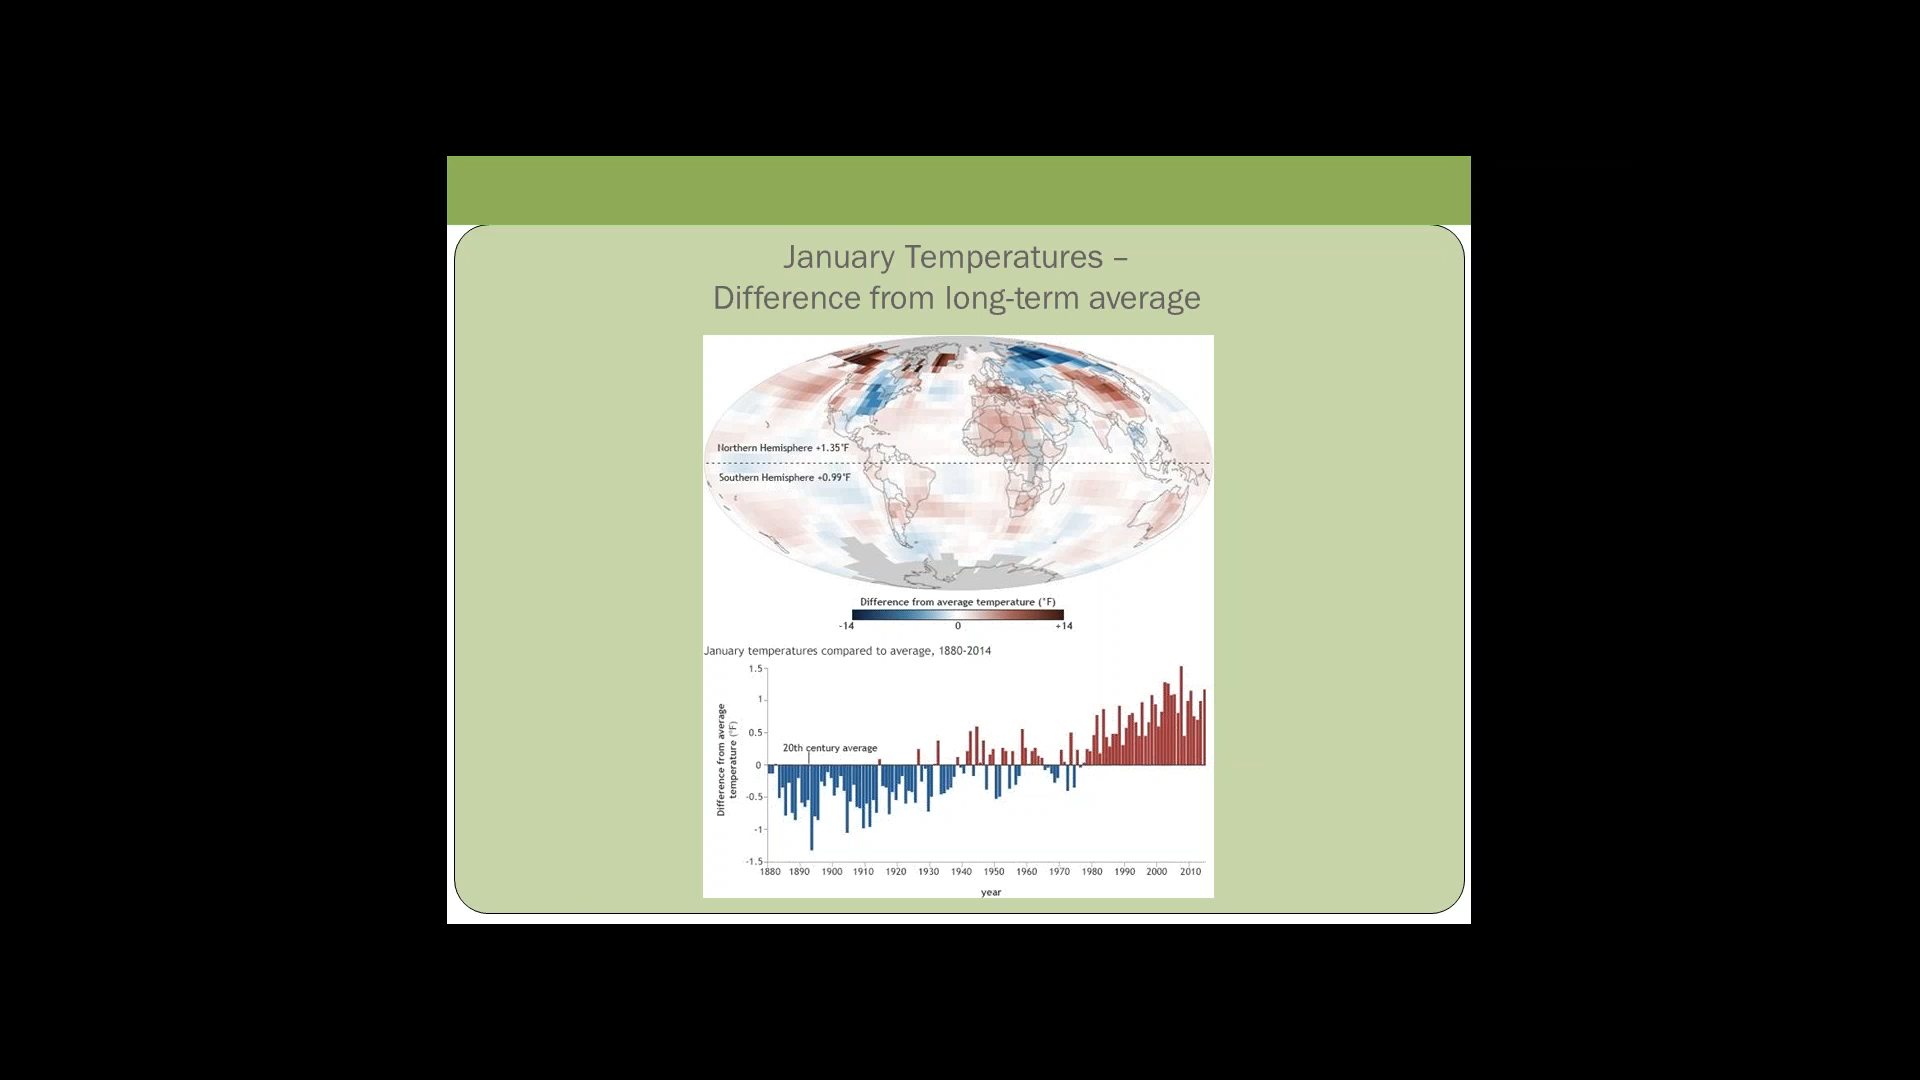 January Temperatures –
Difference from long-term average
Northern Hemisphere +1.35°F
Southern Hemisphere +0.99°F
Difference from average temperature (°F)
-14 0 +14
January temperatures compared to average, 1880-2014
Difference from average
temperature (°F)
1.5
1
0.5
20th century average
0
-0.5
-1
-1.5
1880 1890 1900 1910 1920 1930 1940 1950 1960 1970 1980 1990 2000 2010
year